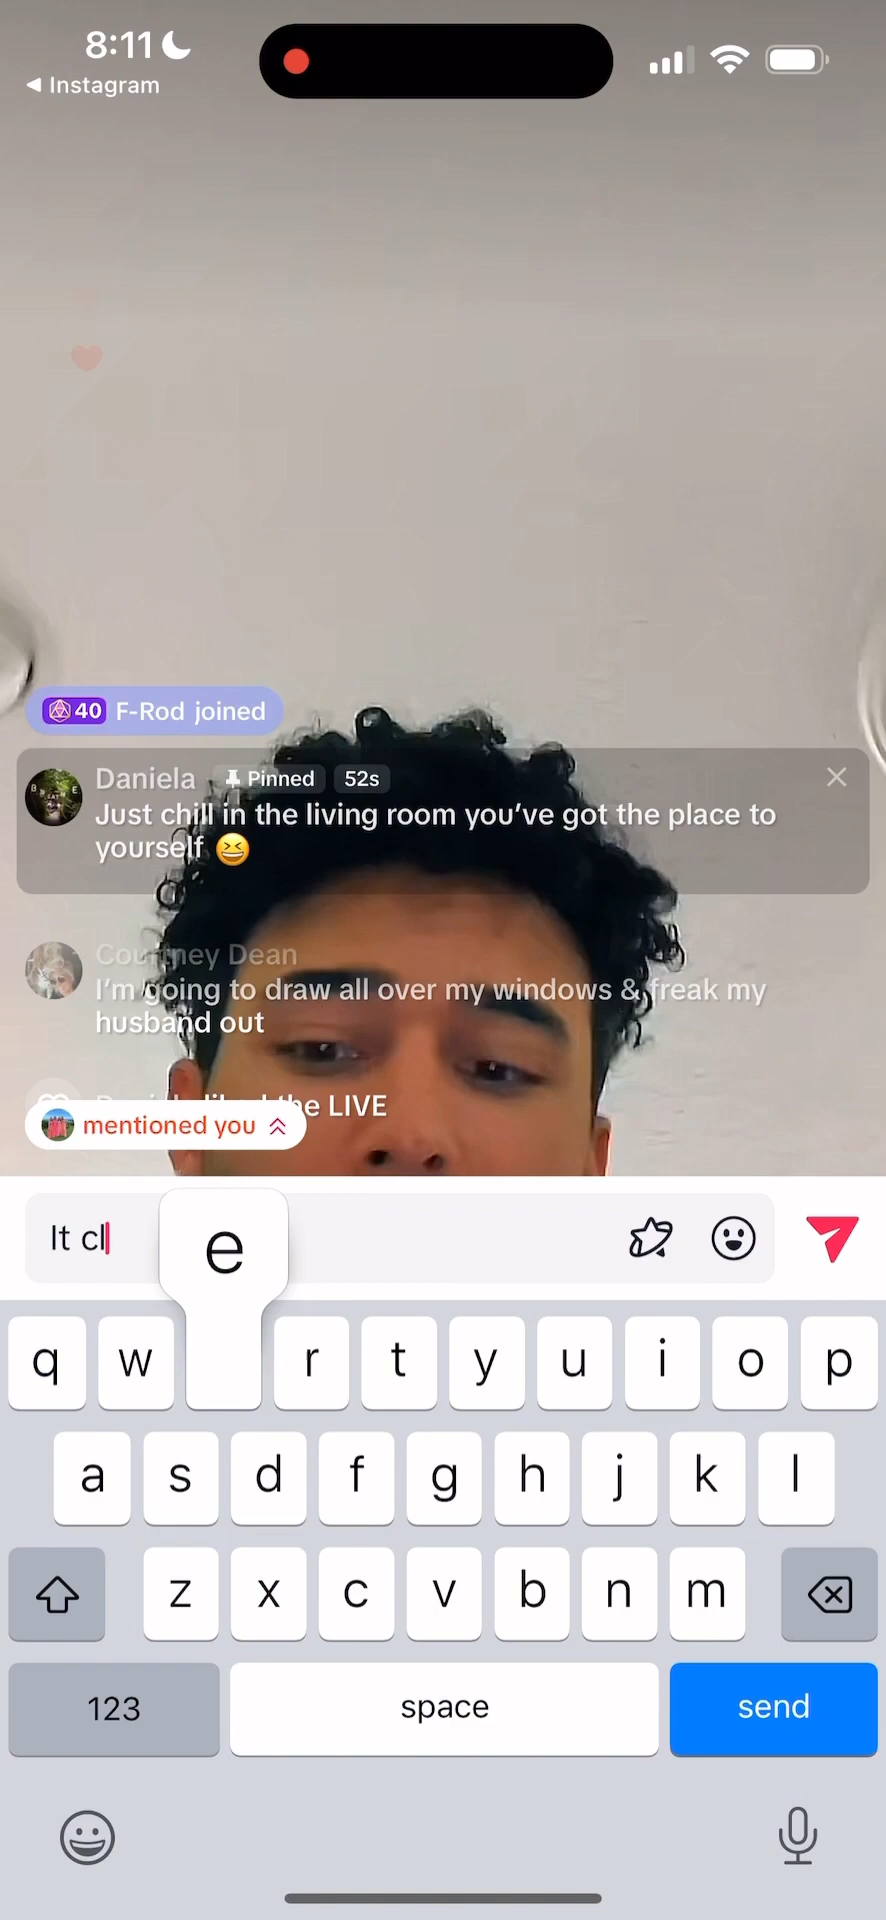 8:11
Instagram
40 F-Rod joined
Daniela Pinned 52s
Just chill in the living room you've got the place to
yourself 😆
Courtney Dean
I'm going to draw all over my windows & freak my
husband out
liked the LIVE
mentioned you
It cl
e
q w r t y u i o p
a s d f g h j k l
z x c v b n m
123 space send